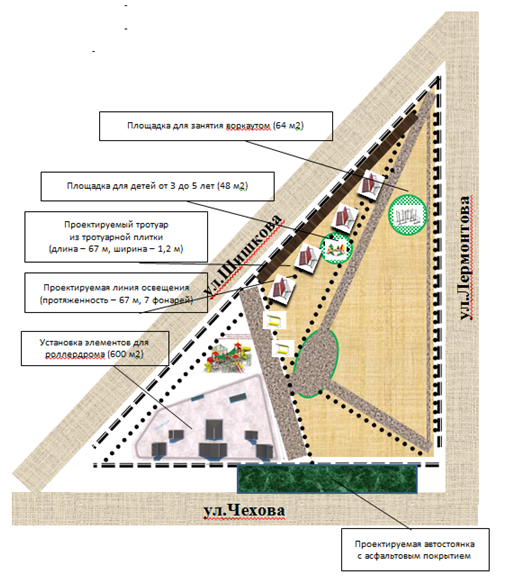 Площадка для занятия воркаутом (64 м2)
Площадка для детей от 3 до 5 лет (48 м2)
Проектируемый тротуар
из тротуарной плитки
(длина – 67 м, ширина – 1,2 м)
Проектируемая линия освещения
(протяженность – 67 м, 7 фонарей)
Установка элементов для
роллердрома (600 м2)
ул.Шишкова
ул.Лермонтова
ул.Чехова
Проектируемая автостоянка
с асфальтовым покрытием